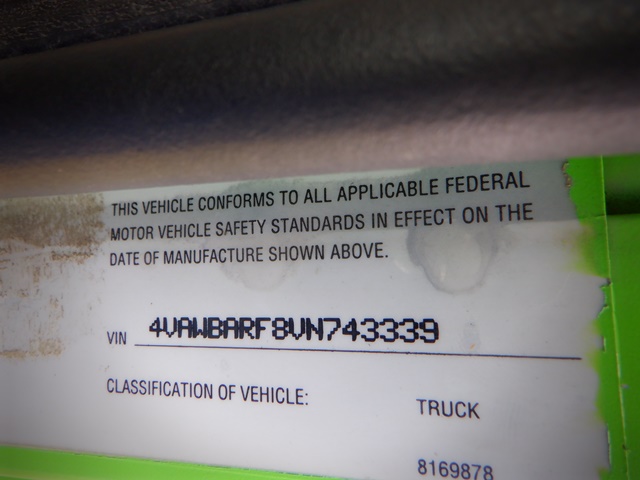 THIS VEHICLE CONFORMS TO ALL APPLICABLE FEDERAL
MOTOR VEHICLE SAFETY STANDARDS IN EFFECT ON THE
DATE OF MANUFACTURE SHOWN ABOVE.
VIN 4VAWBARF8VN743339
CLASSIFICATION OF VEHICLE: TRUCK
8169878